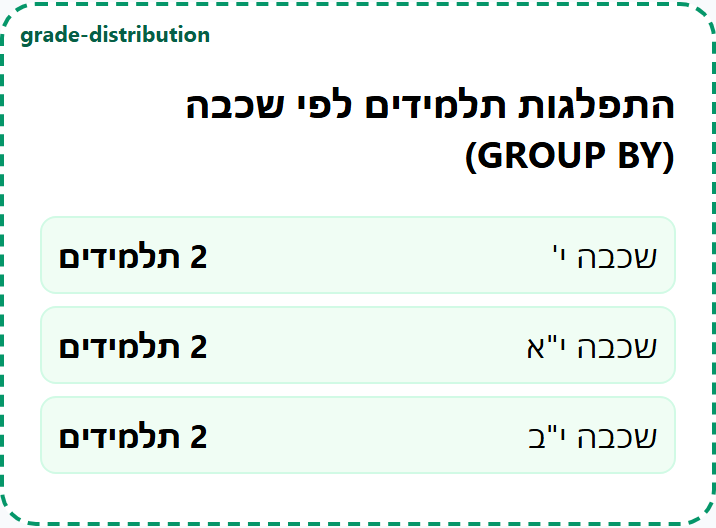 grade-distribution
התפלגות תלמידים לפי שכבה
(GROUP BY)
שכבה י' 2 תלמידים
שכבה י"א 2 תלמידים
שכבה י"ב 2 תלמידים